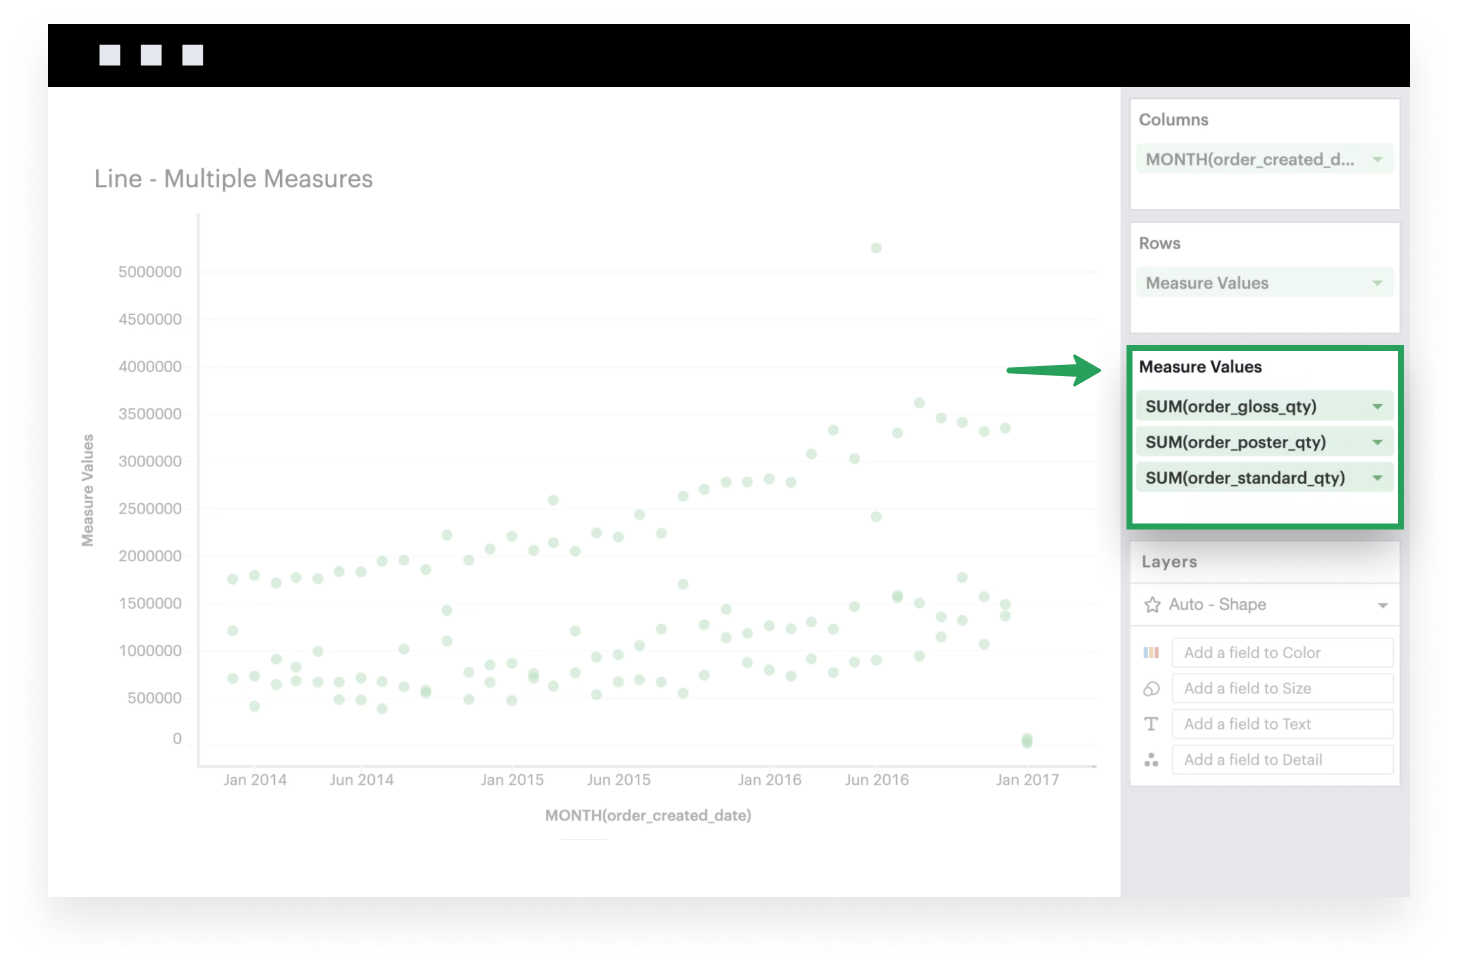 Line - Multiple Measures
5000000
4500000
4000000
3500000
3000000
2500000
2000000
1500000
1000000
500000
0
Measure Values
Jan 2014 Jun 2014 Jan 2015 Jun 2015 Jan 2016 Jun 2016 Jan 2017
MONTH(order_created_date)
Columns
MONTH(order_created_d...
Rows
Measure Values
Measure Values
SUM(order_gloss_qty)
SUM(order_poster_qty)
SUM(order_standard_qty)
Layers
Auto - Shape
Add a field to Color
Add a field to Size
T Add a field to Text
Add a field to Detail